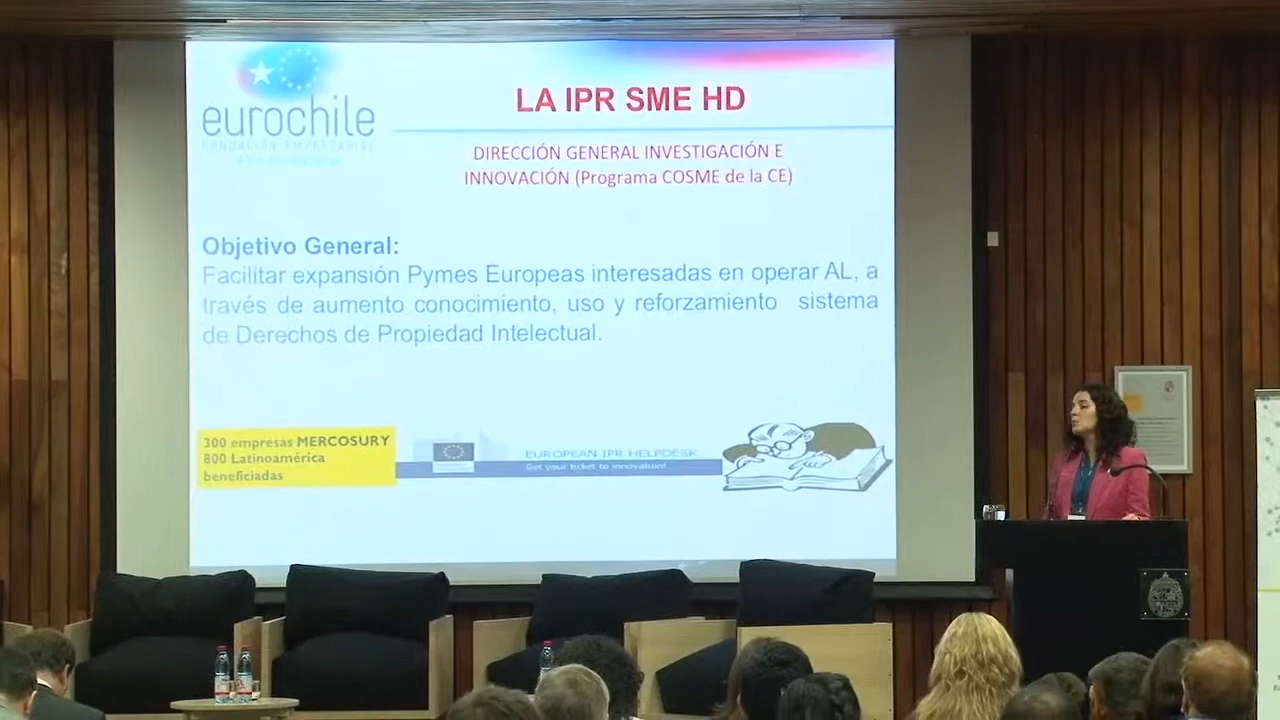 LA IPR SME HD
eurochile
FUNDACIÓN EMPRESARIAL
DIRECCIÓN GENERAL INVESTIGACIÓN E
INNOVACIÓN (Programa COSME de la CE)
Objetivo General:
Facilitar expansión Pymes Europeas interesadas en operar AL, a
través de aumento conocimiento, uso y reforzamiento sistema
de Derechos de Propiedad Intelectual.
300 empresas MERCOSURY
800 Latinoamérica
beneficiadas
EUROPEAN IPR HELPDESK
Get your ticket to innovation!